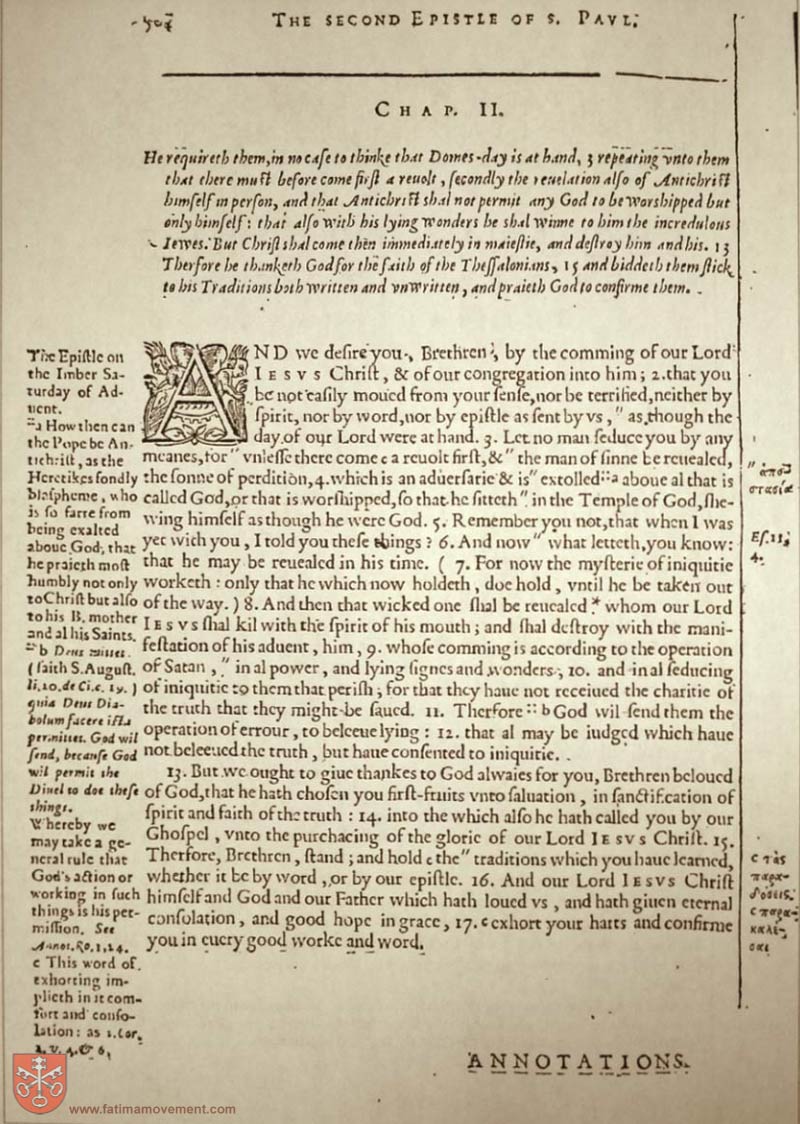 THE SECOND EPISTLE OF S. PAVL:
CHAP. II.
He requireth them, in no caſe to thinke that Domes-day is at hand, 3 repeating vnto them
that there muſt before come firſt a reuolt, ſecondly the reuelation alſo of Antichriſt
himſelf in perſon, and that Antichriſt shal not permit any God to be worshipped but
only himſelf: that alſo with his lying wonders he shal winne to him the incredulous
Iewes. But Chriſt shal come then immediately in maieſtie, and deſtroy him and his. 13
Therfore he thanketh God for the faith of the Theſſalonians, 15 and biddeth them ſtick
to his Traditions both written and vnwritten, and praieth God to confirme them.
The Epiſtle on
the Imber Sa-
turday of Ad-
uent.
"a How then can
the Pope be An-
tichriſt, as the
Heretikes fondly
blaſpheme, who
is ſo farre from
being exalted
aboue God, that
he praieth moſt
humbly not only
to Chriſt but alſo
to his B. mother
and al his Saints.
"b Deus mittet
(ſaith S. Auguſt.
li. 20. de Ci. c. 19.)
quia Deus Dia-
bolum facere iſta
permittet. God wil
ſend, becauſe God
wil permit the
Diuel to doe theſe
things.
Whereby we
may take a ge-
neral rule that
God's action or
working in ſuch
things is his per-
miſſion. See
Annot. Ro. 1, 24.
c This word of
exhorting im-
plieth in it com-
fort and conſo-
lation: as 2. Cor.
1. v. 4. & 6,
AND we deſire you, Brethren, by the comming of our Lord
IESVS Chriſt, & of our congregation into him; 2. that you
be not eaſily moued from your ſenſe, nor be terrified, neither by
ſpirit, nor by word, nor by epiſtle as ſent by vs, " as though the
day of our Lord were at hand. 3. Let no man ſeduce you by any
meanes, for " vnleſſe there come c a reuolt firſt, & " the man of ſinne be reuealed,
the ſonne of perdition, 4. which is an aduerſarie & is " extolled "a aboue al that is
called God, or that is worſhipped, ſo that he ſitteth " in the Temple of God, ſhe-
wing himſelf as though he were God. 5. Remember you not, that when I was
yet with you, I told you theſe things? 6. And now " what letteth, you know:
that he may be reuealed in his time. ( 7. For now the myſterie of iniquitie
worketh: only that he which now holdeth, doe hold, vntil he be taken out
of the way. ) 8. And then that wicked one ſhal be reuealed * whom our Lord
IESVS ſhal kil with the ſpirit of his mouth; and ſhal deſtroy with the mani-
feſtation of his aduent, him, 9. whoſe comming is according to the operation
of Satan, " in al power, and lying ſignes and wonders, 10. and in al ſeducing
of iniquitie to them that periſh; for that they haue not receiued the charitie of
the truth that they might be ſaued. 11. Therfore "b God wil ſend them the
operation of errour, to beleeue lying: 12. that al may be iudged which haue
not beleeued the truth, but haue conſented to iniquitie.
13. But we ought to giue thankes to God alwaies for you, Brethren beloued
of God, that he hath choſen you firſt-fruits vnto ſaluation, in ſanctification of
ſpirit and faith of the truth: 14. into the which alſo he hath called you by our
Ghoſpel, vnto the purchacing of the glorie of our Lord IESVS Chriſt. 15.
Therfore, Brethren, ſtand; and hold c the " traditions which you haue learned,
whether it be by word, or by our epiſtle. 16. And our Lord IESVS Chriſt
himſelf and God and our Father which hath loued vs, and hath giuen eternal
conſolation, and good hope in grace, 17. c exhort your harts and confirme
you in euery good worke and word.
" ἀπο
στασία
Eſ. 11,
4.
c τὰς
παρα-
δόσεις.
c παρα-
καλέ-
σαι
ANNOTATIONS.
www.fatimamovement.com